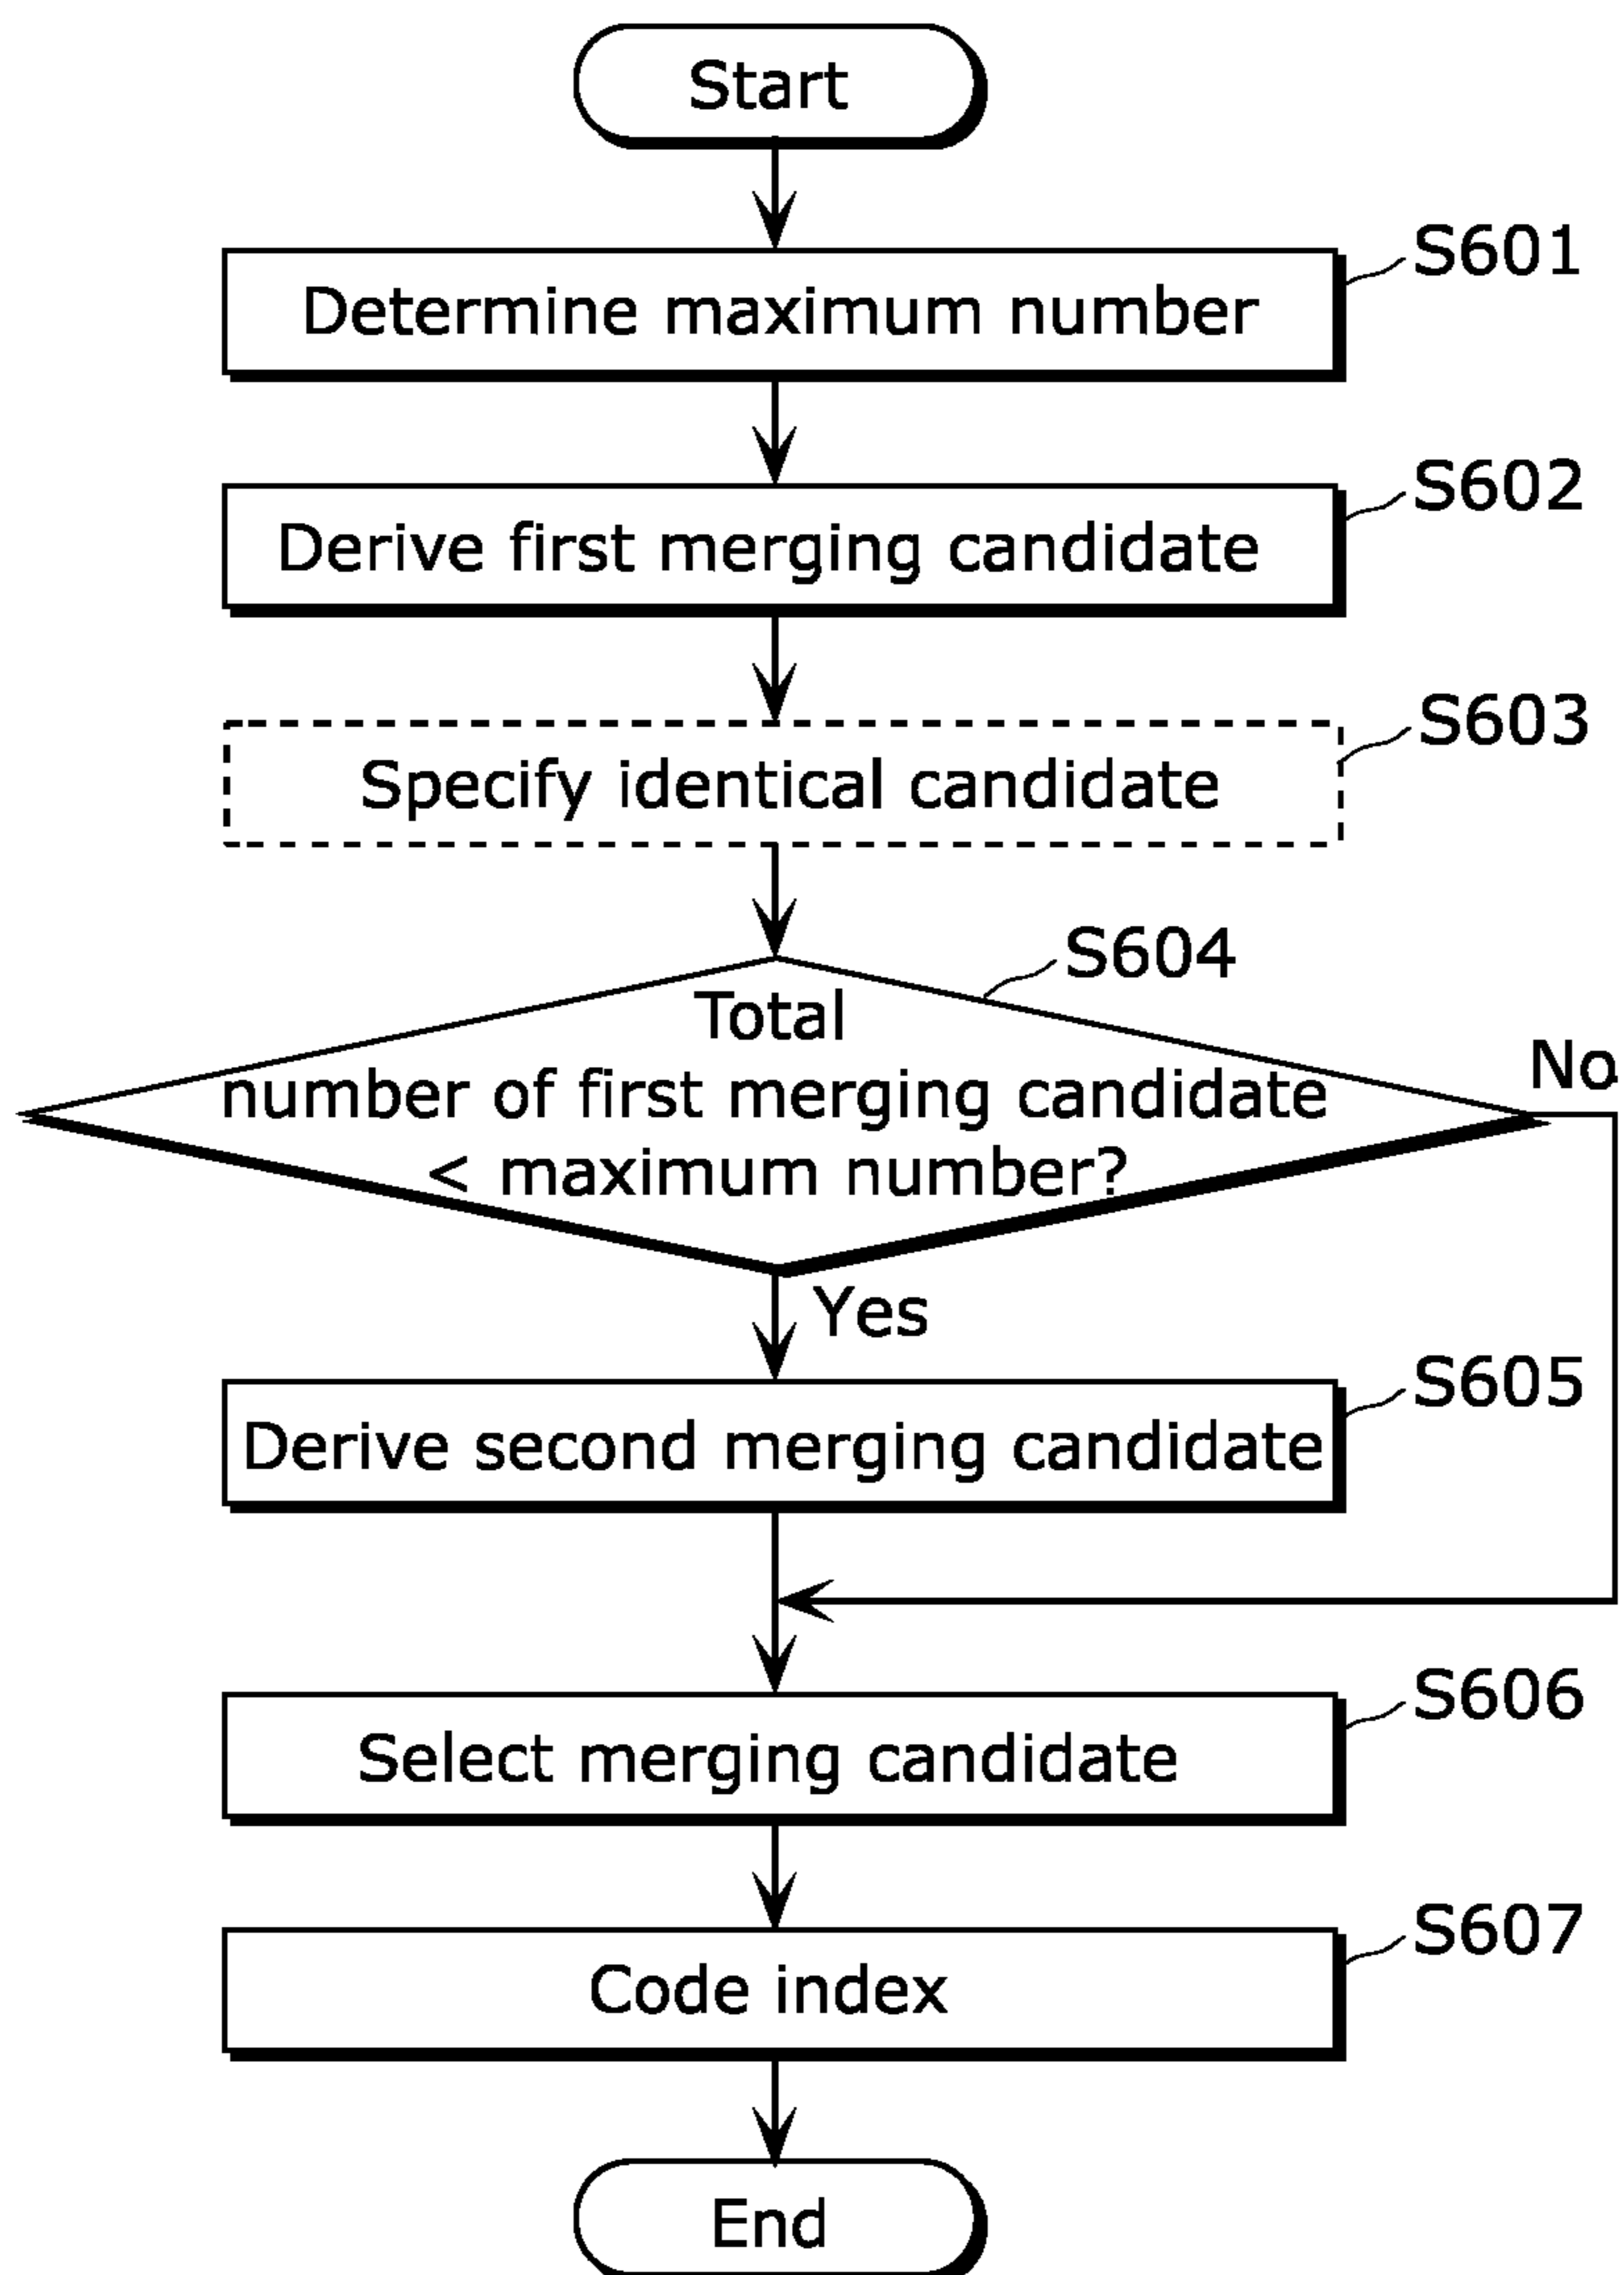 Start
S601
Determine maximum number
S602
Derive first merging candidate
S603
Specify identical candidate
S604
Total
number of first merging candidate
< maximum number?
No
Yes
S605
Derive second merging candidate
S606
Select merging candidate
S607
Code index
End